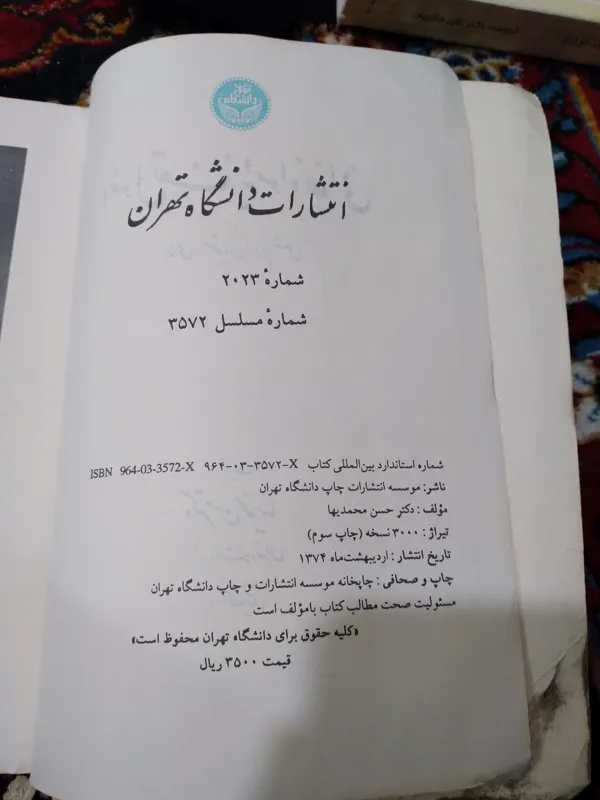 دانشگاه
انتشارات دانشگاه تهران
شمارهٔ ۲۰۲۳
شمارهٔ مسلسل ۳۵۷۲
شماره استاندارد بین‌المللی کتاب ۹۶۴-۰۳-۳۵۷۲-X ISBN 964-03-3572-X
ناشر: موسسه انتشارات چاپ دانشگاه تهران
مؤلف: دکتر حسن محمدیها
تیراژ: ۳۰۰۰ نسخه (چاپ سوم)
تاریخ انتشار: اردیبهشت‌ماه ۱۳۷۴
چاپ و صحافی: چاپخانه موسسه انتشارات و چاپ دانشگاه تهران
مسئولیت صحت مطالب کتاب بامؤلف است
«کلیه حقوق برای دانشگاه تهران محفوظ است»
قیمت ۳۵۰۰ ریال